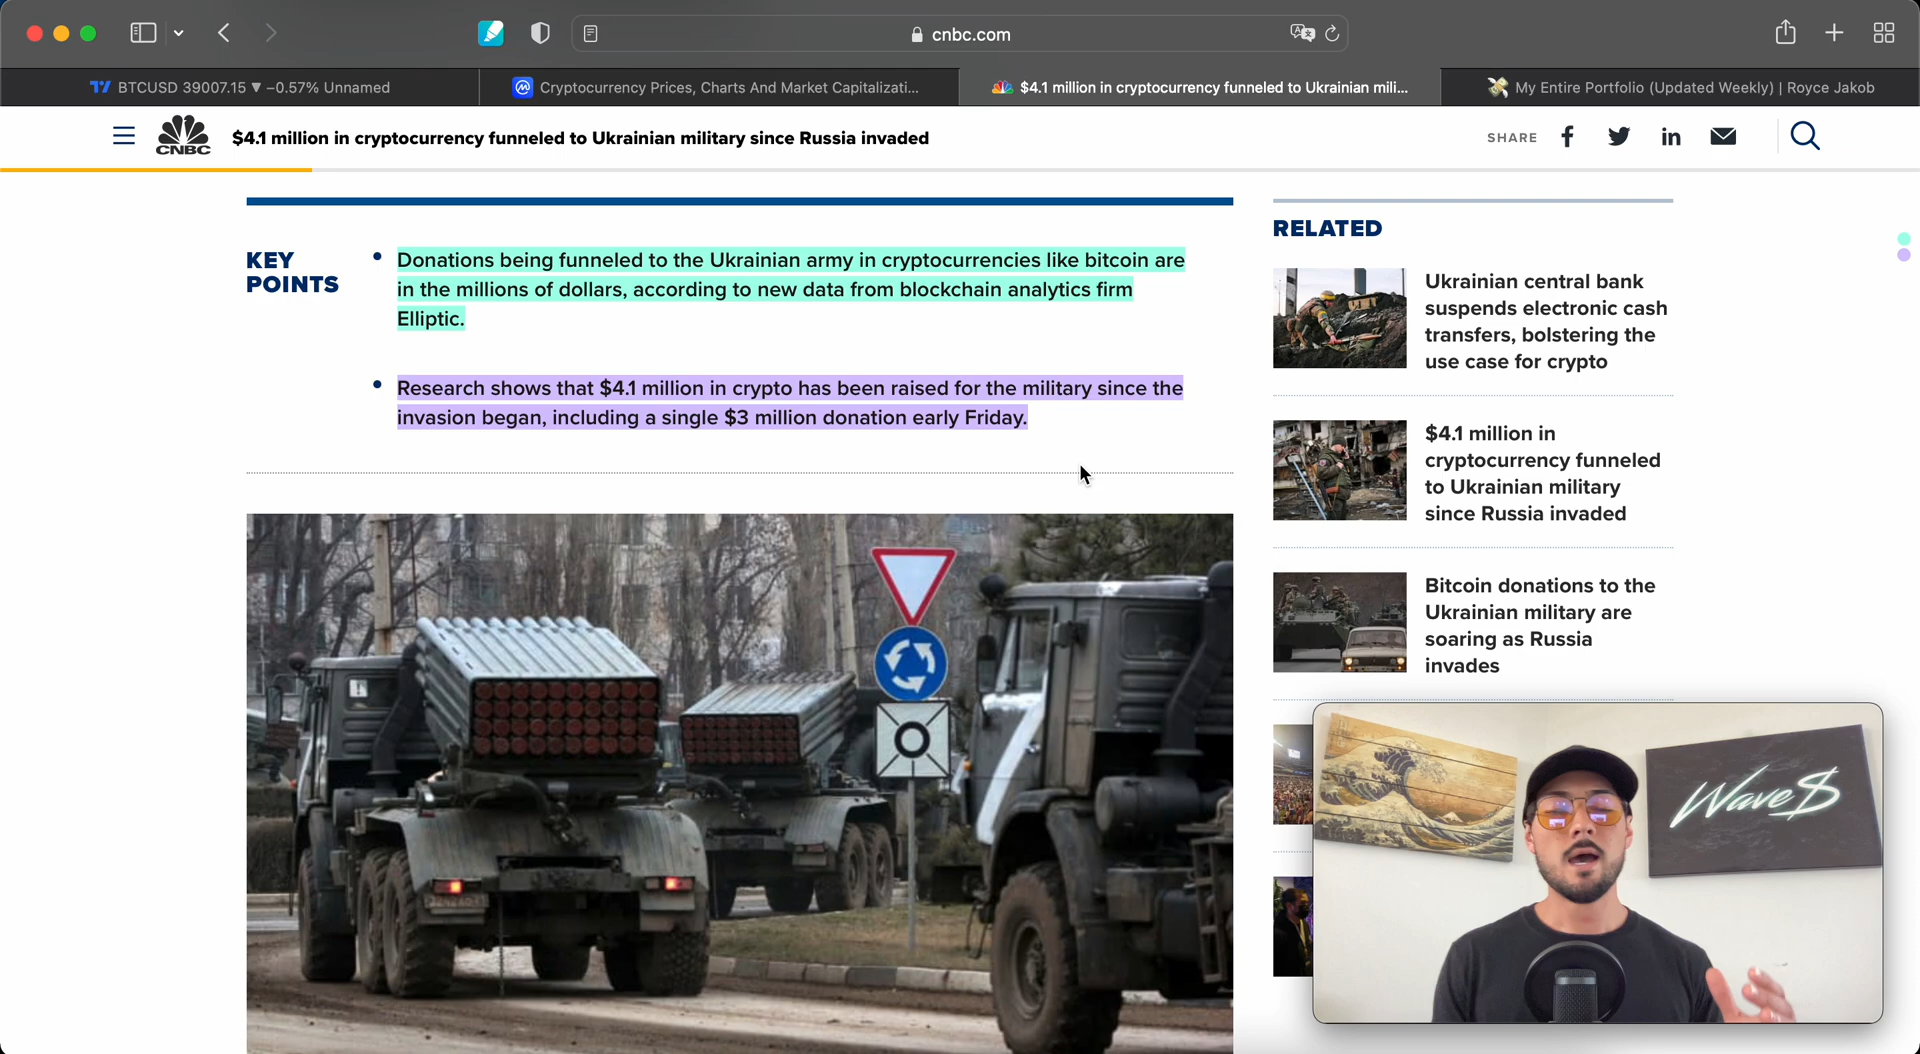 cnbc.com
BTCUSD 39007.15 ▼ −0.57% Unnamed
Cryptocurrency Prices, Charts And Market Capitalizati...
$4.1 million in cryptocurrency funneled to Ukrainian mili...
My Entire Portfolio (Updated Weekly) | Royce Jakob
CNBC
$4.1 million in cryptocurrency funneled to Ukrainian military since Russia invaded
SHARE
KEY
POINTS
• Donations being funneled to the Ukrainian army in cryptocurrencies like bitcoin are
in the millions of dollars, according to new data from blockchain analytics firm
Elliptic.
• Research shows that $4.1 million in crypto has been raised for the military since the
invasion began, including a single $3 million donation early Friday.
RELATED
Ukrainian central bank
suspends electronic cash
transfers, bolstering the
use case for crypto
$4.1 million in
cryptocurrency funneled
to Ukrainian military
since Russia invaded
Bitcoin donations to the
Ukrainian military are
soaring as Russia
invades
Wave$